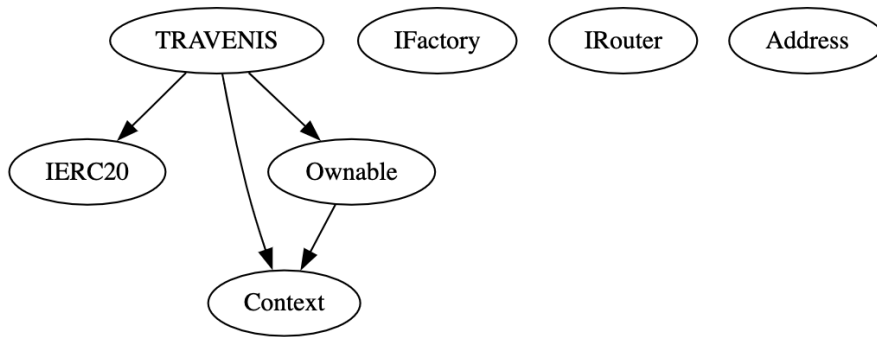 TRAVENIS IFactory IRouter Address
IERC20 Ownable
Context